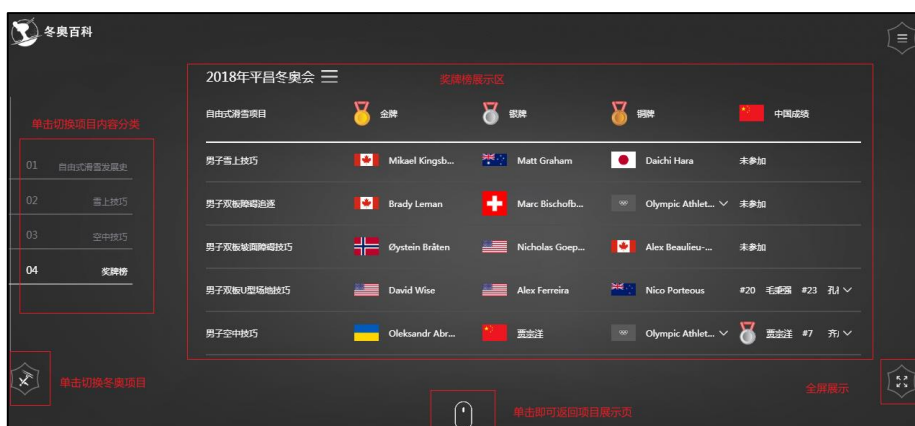 冬奥百科
2018年平昌冬奥会
奖牌榜展示区
自由式滑雪项目 金牌 银牌 铜牌 中国成绩
单击切换项目内容分类
男子雪上技巧 Mikael Kingsb... Matt Graham Daichi Hara 未参加
01 自由式滑雪发展史
02 雪上技巧
男子双板障碍追逐 Brady Leman Marc Bischofb... Olympic Athlet... 未参加
03 空中技巧
男子双板坡面障碍技巧 Øystein Bråten Nicholas Goep... Alex Beaulieu-... 未参加
04 奖牌榜
男子双板U型场地技巧 David Wise Alex Ferreira Nico Porteous #20 毛秉强 #23
男子空中技巧 Oleksandr Abr... 贾宗洋 Olympic Athlet... 贾宗洋 #7
单击切换冬奥项目
全屏展示
单击即可返回项目展示页